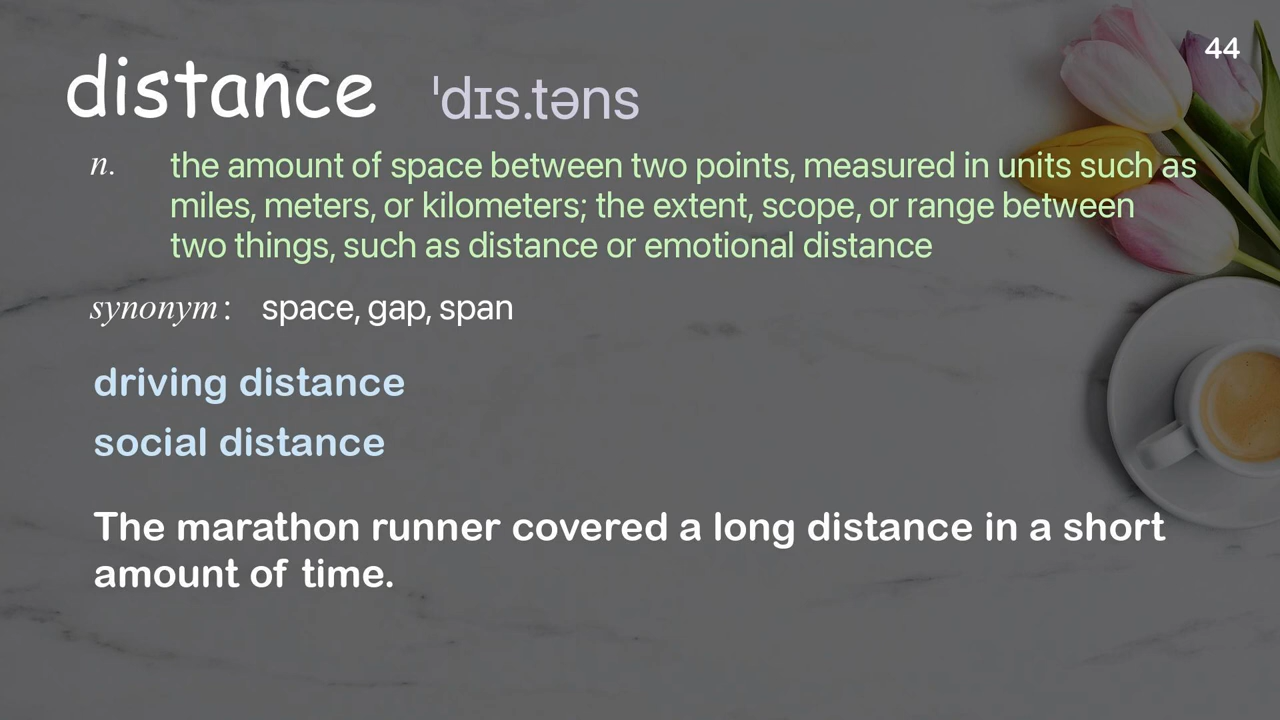 44
distance ˈdɪs.təns
n. the amount of space between two points, measured in units such as
miles, meters, or kilometers; the extent, scope, or range between
two things, such as distance or emotional distance
synonym: space, gap, span
driving distance
social distance
The marathon runner covered a long distance in a short
amount of time.